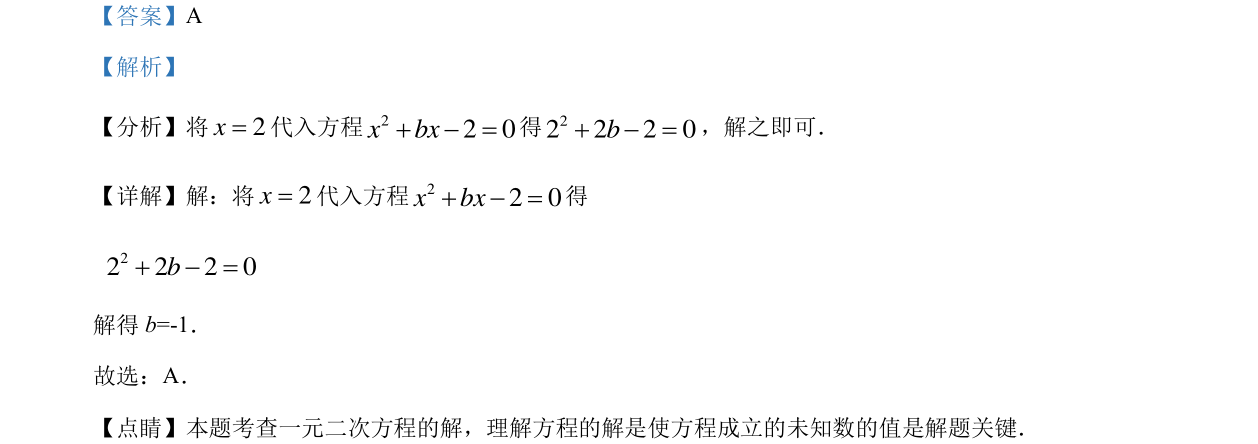 【答案】A
【解析】
【分析】将 x = 2 代入方程 x² + bx − 2 = 0 得 2² + 2b − 2 = 0，解之即可．
【详解】解：将 x = 2 代入方程 x² + bx − 2 = 0 得
2² + 2b − 2 = 0
解得 b=-1．
故选：A．
【点睛】本题考查一元二次方程的解，理解方程的解是使方程成立的未知数的值是解题关键．